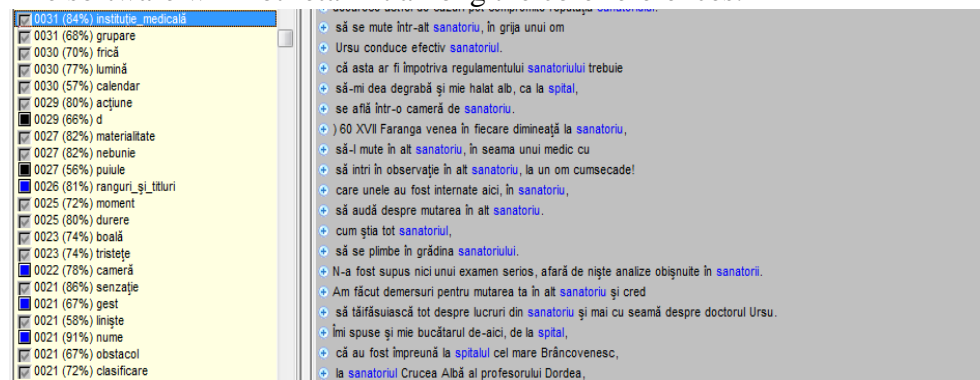 0031 (84%) instituție_medicală
0031 (68%) grupare
0030 (70%) frică
0030 (77%) lumină
0030 (57%) calendar
0029 (80%) acțiune
0029 (66%) d
0027 (82%) materialitate
0027 (82%) nebunie
0027 (56%) puiule
0026 (81%) ranguri_și_titluri
0025 (72%) moment
0025 (80%) durere
0023 (74%) boală
0023 (74%) tristețe
0022 (78%) cameră
0021 (86%) senzație
0021 (67%) gest
0021 (58%) liniște
0021 (91%) nume
0021 (67%) obstacol
0021 (72%) clasificare
să se mute într-alt sanatoriu, în grija unui om
Ursu conduce efectiv sanatoriul.
că asta ar fi împotriva regulamentului sanatoriului trebuie
să-mi dea degrabă și mie halat alb, ca la spital,
se află într-o cameră de sanatoriu.
) 60 XVII Faranga venea în fiecare dimineață la sanatoriu,
să-l mute în alt sanatoriu, în seama unui medic cu
să intri în observație în alt sanatoriu, la un om cumsecade!
care unele au fost internate aici, în sanatoriu,
să audă despre mutarea în alt sanatoriu.
cum știa tot sanatoriul,
să se plimbe în grădina sanatoriului.
N-a fost supus nici unui examen serios, afară de niște analize obișnuite în sanatorii.
Am făcut demersuri pentru mutarea ta în alt sanatoriu și cred
să tăifăsuiască tot despre lucruri din sanatoriu și mai cu seamă despre doctorul Ursu.
Îmi spuse și mie bucătarul de-aici, de la spital,
că au fost împreună la spitalul cel mare Brâncovenesc,
la sanatoriul Crucea Albă al profesorului Dordea,